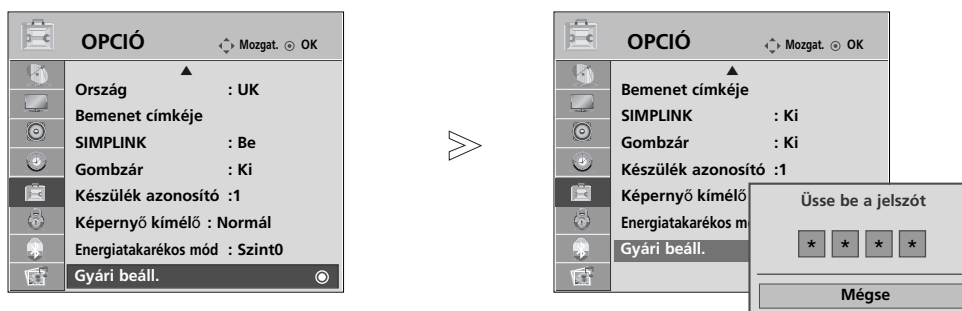 OPCIÓ Mozgat. OK
Ország : UK
Bemenet címkéje
SIMPLINK : Be
Gombzár : Ki
Készülék azonosító :1
Képernyő kímélő : Normál
Energiatakarékos mód : Szint0
Gyári beáll.
OPCIÓ Mozgat. OK
Bemenet címkéje
SIMPLINK : Ki
Gombzár : Ki
Készülék azonosító :1
Képernyő kímélő
Energiatakarékos m
Gyári beáll.
Üsse be a jelszót
* * * *
Mégse